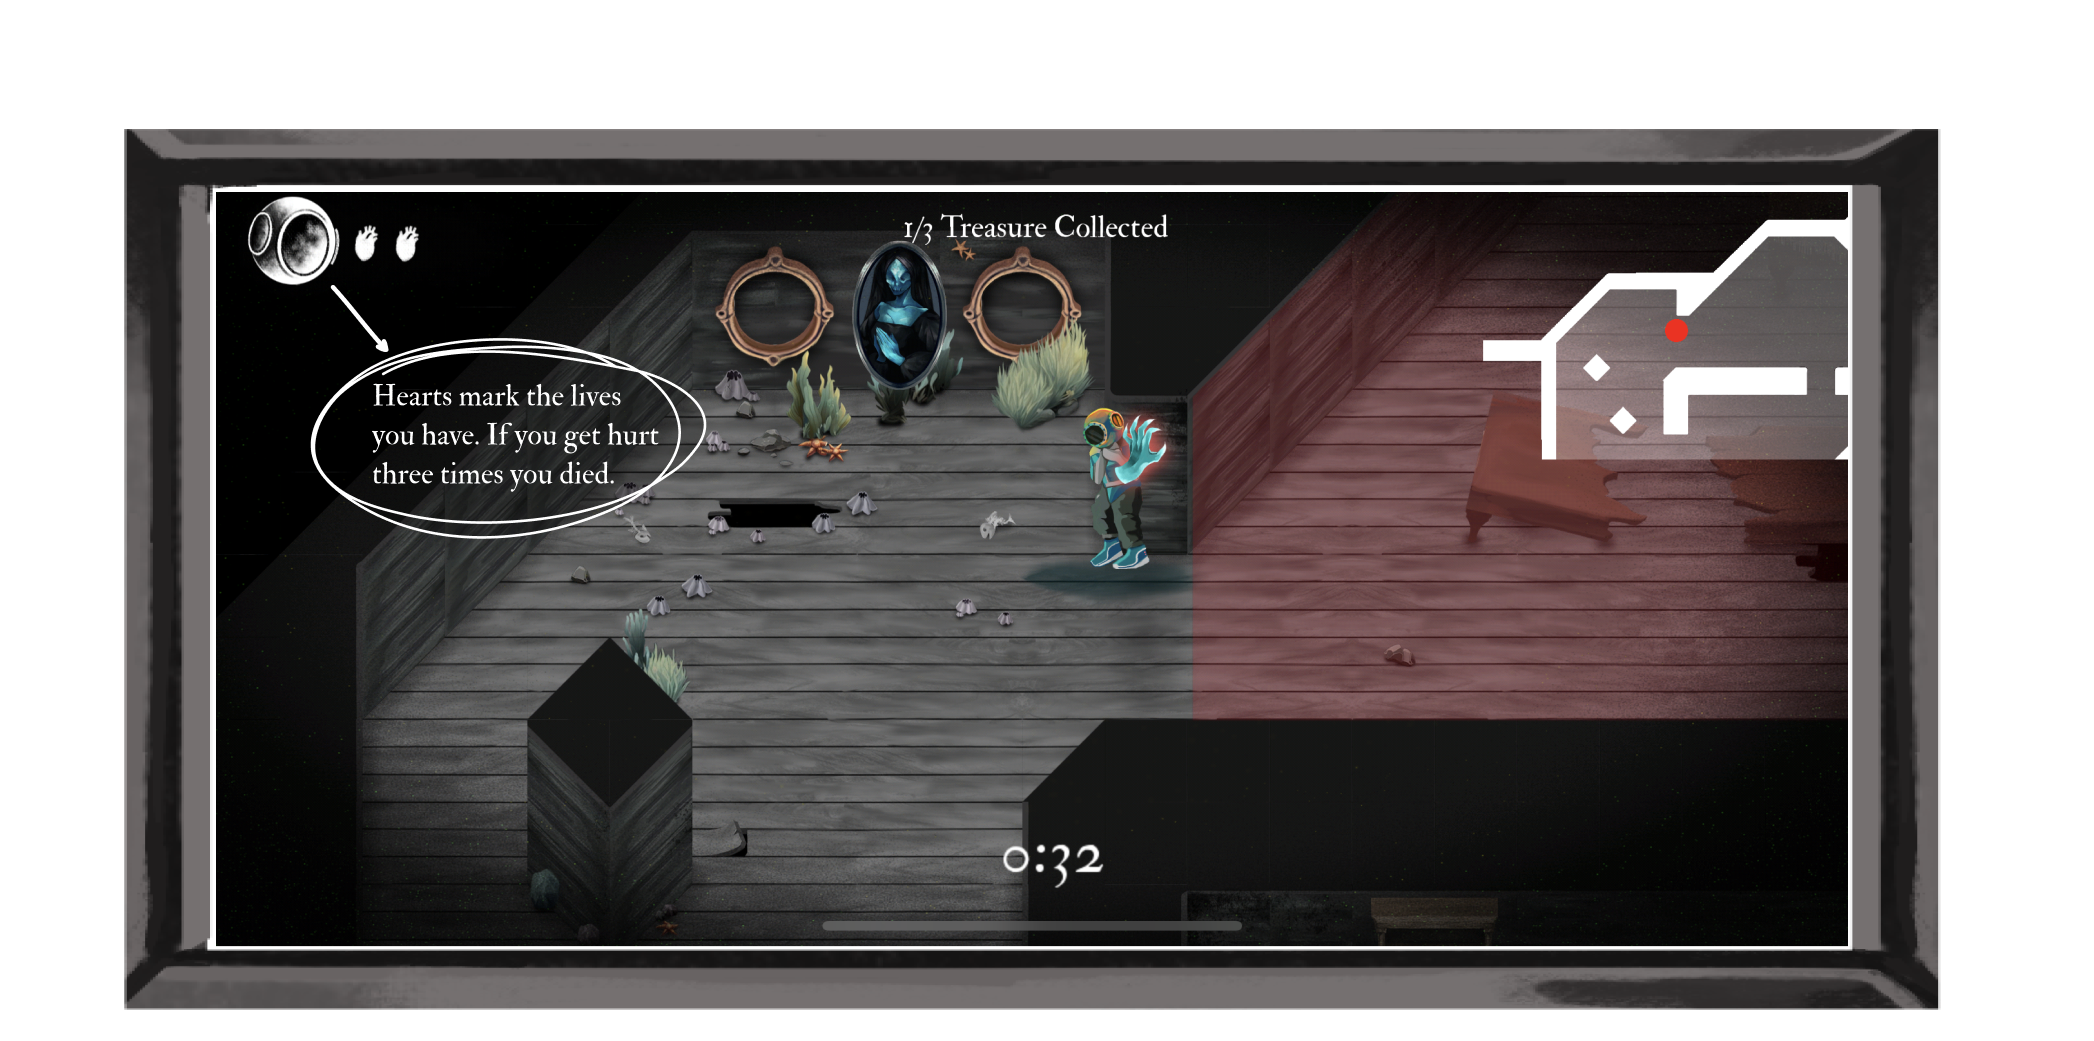 1/3 Treasure Collected
Hearts mark the lives
you have. If you get hurt
three times you died.
0:32